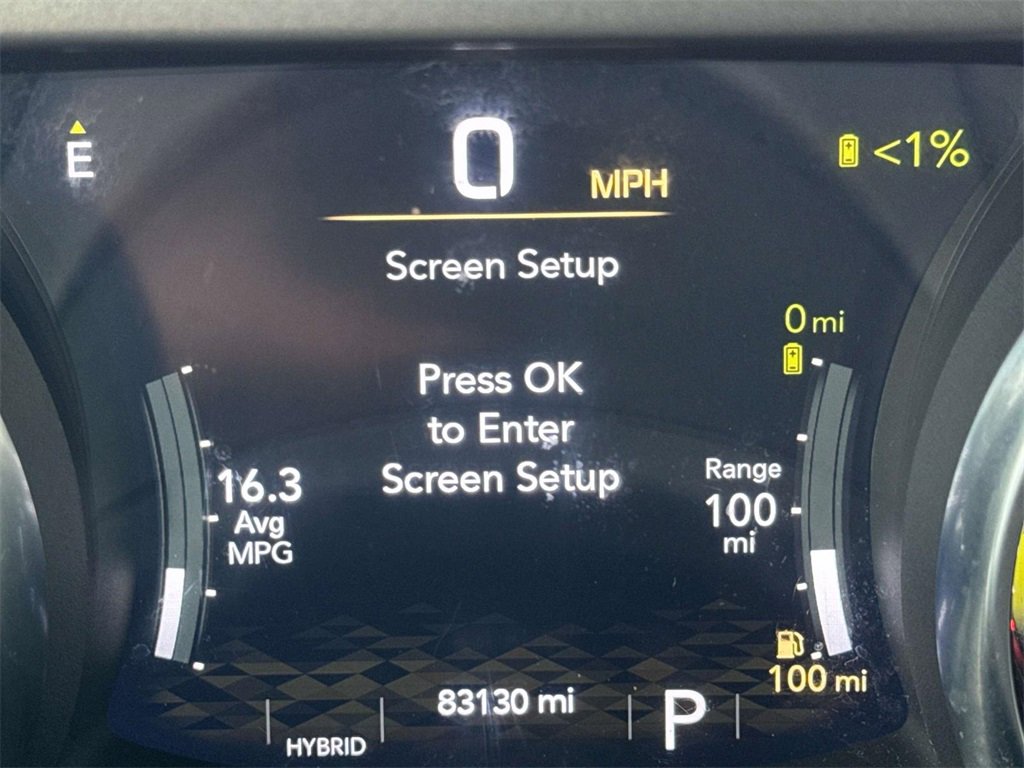 E
0 MPH
<1%
Screen Setup
0 mi
Press OK
to Enter
Screen Setup
16.3
Avg
MPG
Range
100
mi
100 mi
83130 mi
HYBRID
P